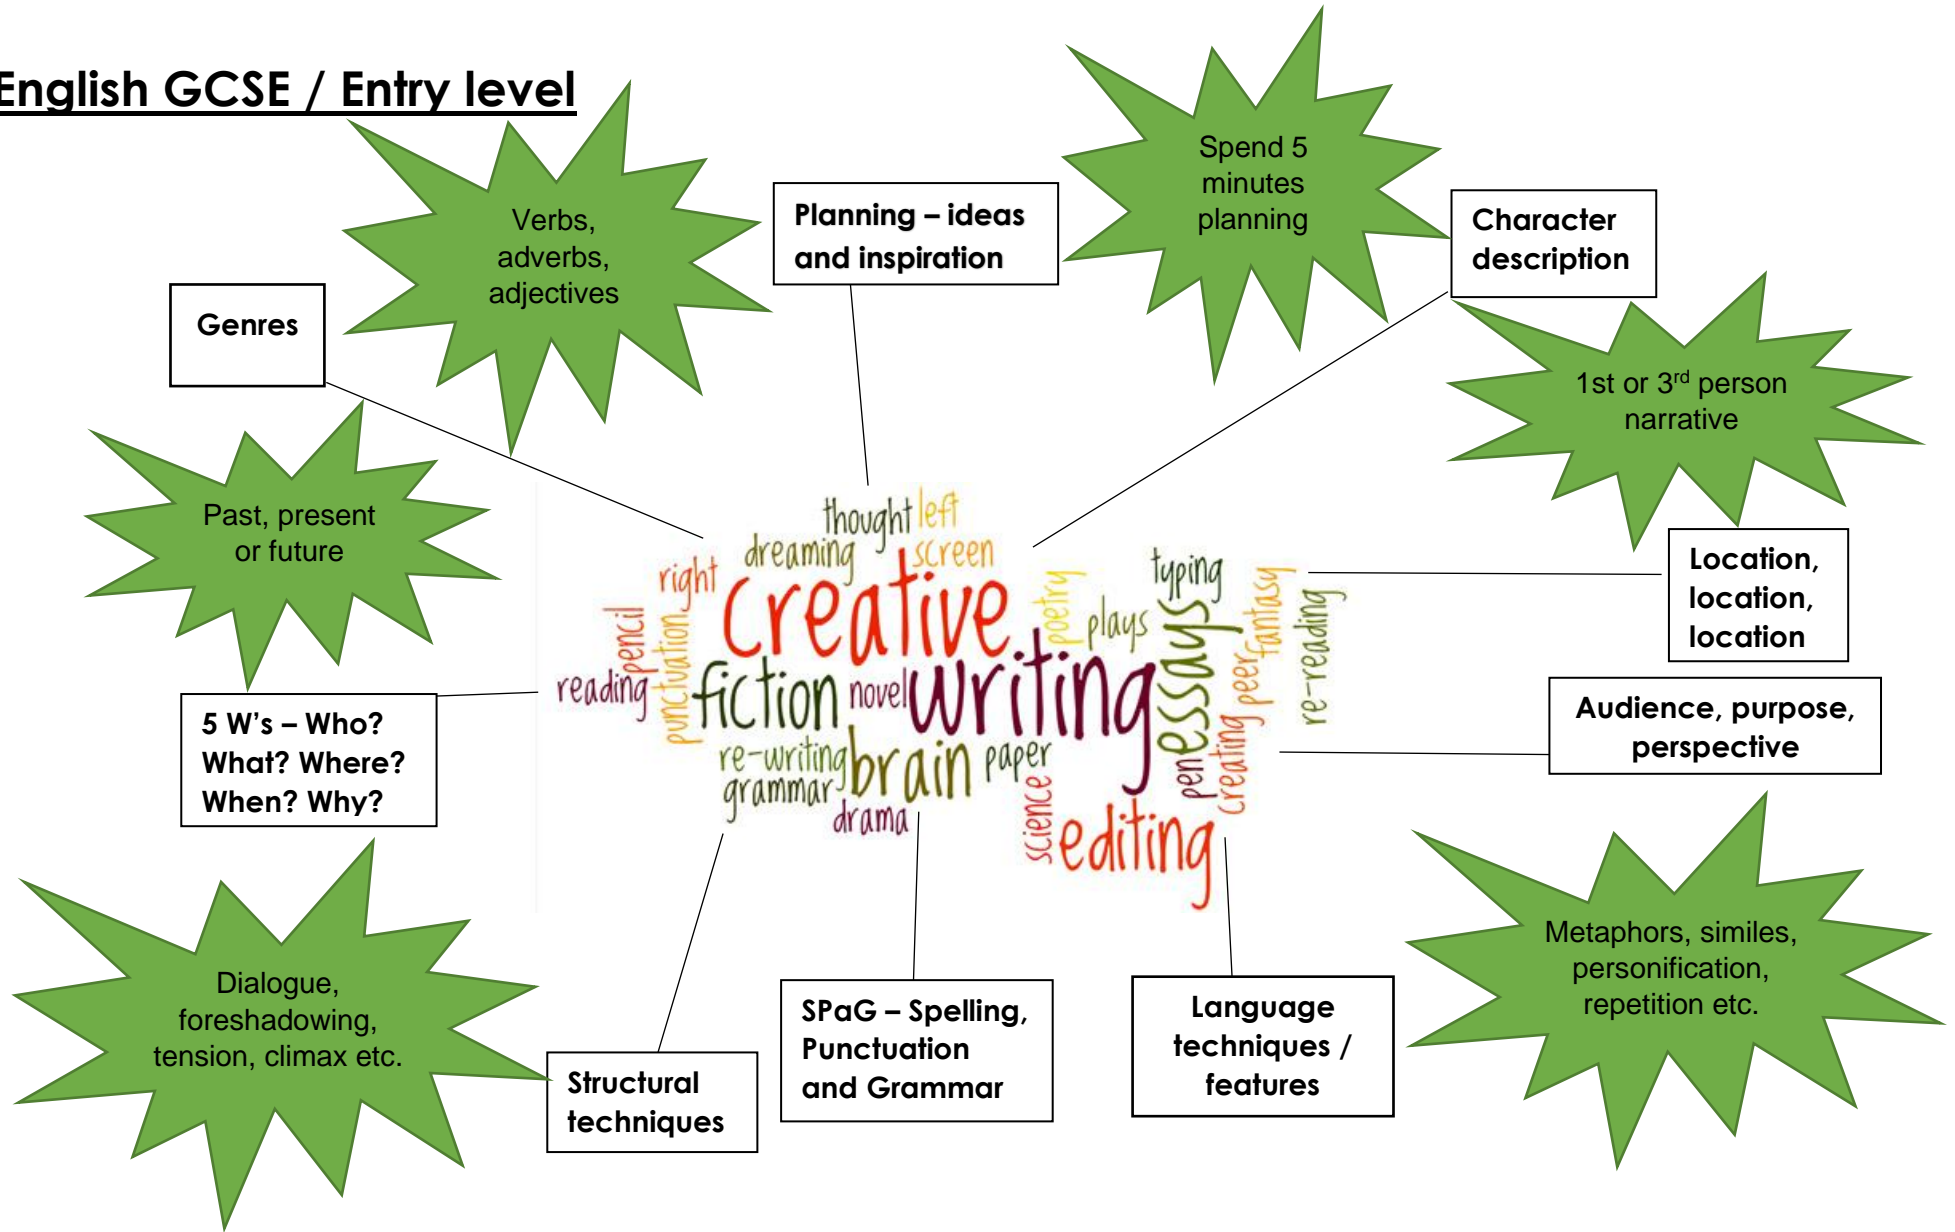 English GCSE / Entry level
Spend 5
minutes
planning
Verbs,
adverbs,
adjectives
Planning – ideas
and inspiration
Character
description
Genres
1st or 3rd person
narrative
Past, present
or future
thought left
dreaming screen
right
creative
poetry
typing
plays
essays
fantasy
re-reading
pencil
punctuation
reading
fiction
novel
writing
peer
creating
pen
re-writing
grammar
brain
paper
drama
science
editing
Location,
location,
location
Audience, purpose,
perspective
5 W’s – Who?
What? Where?
When? Why?
Dialogue,
foreshadowing,
tension, climax etc.
Structural
techniques
SPaG – Spelling,
Punctuation
and Grammar
Language
techniques /
features
Metaphors, similes,
personification,
repetition etc.